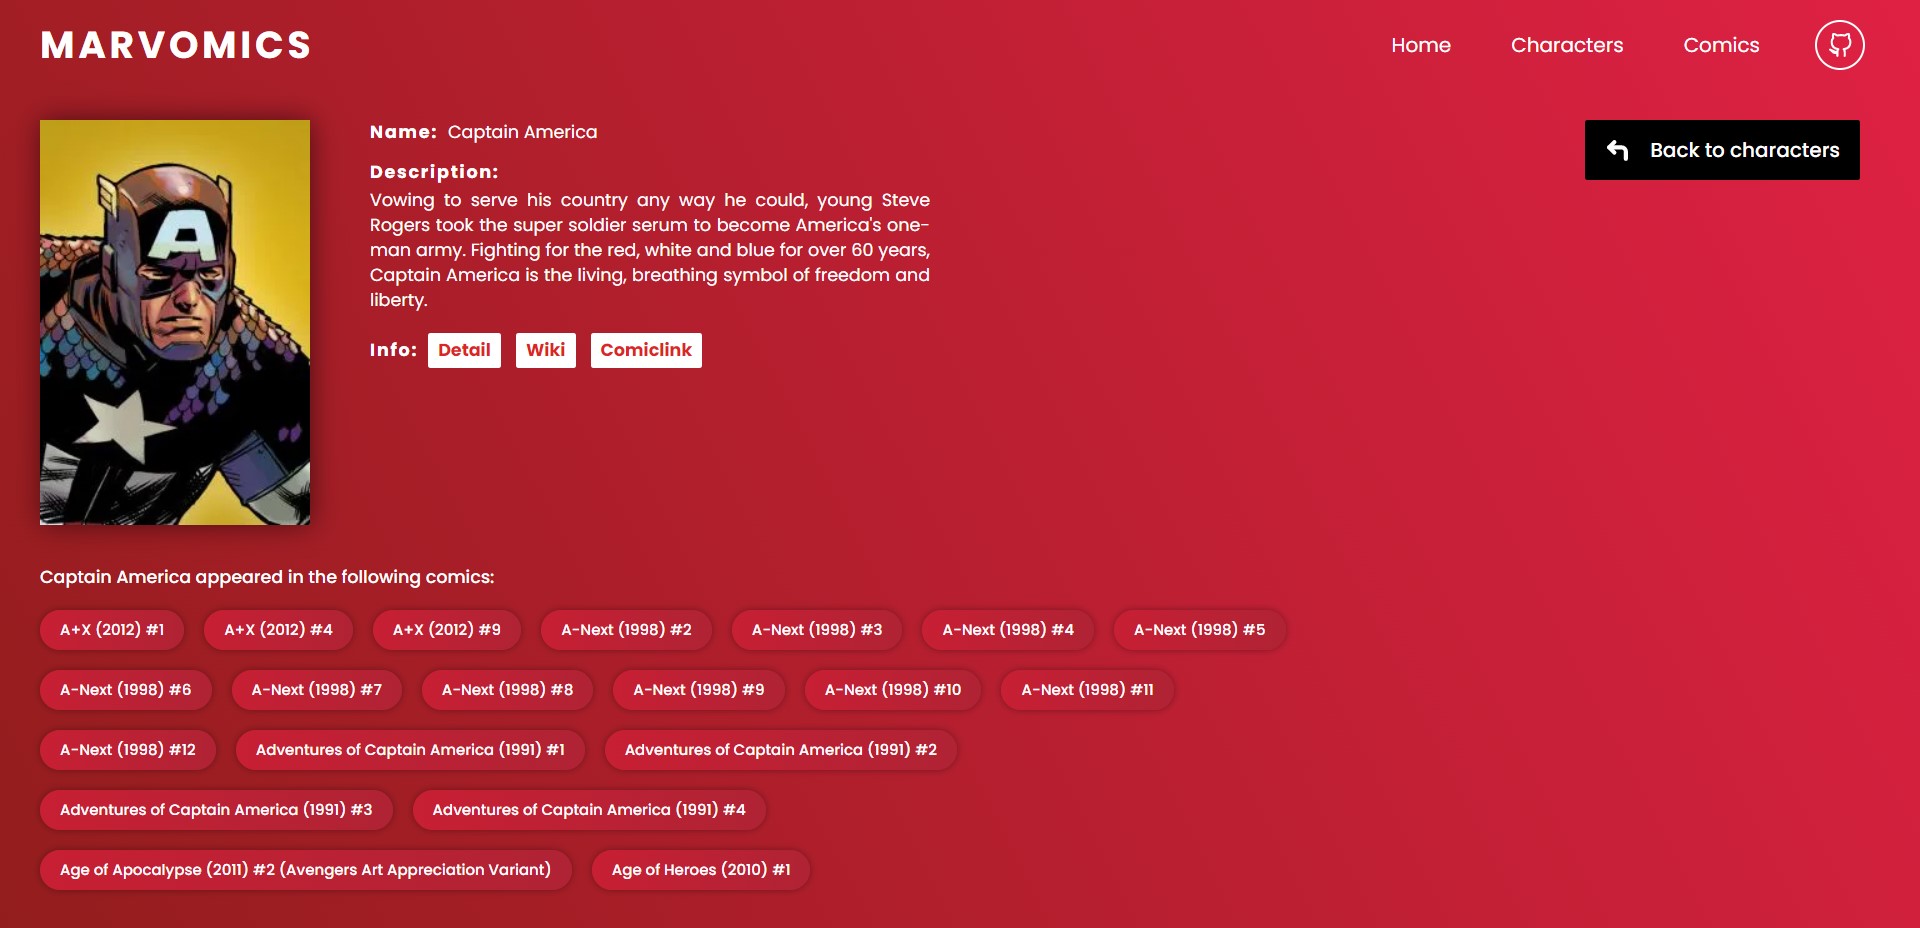 MARVOMICS
Home
Characters
Comics
Name: Captain America
Back to characters
Description:
Vowing to serve his country any way he could, young Steve
Rogers took the super soldier serum to become America's one-
man army. Fighting for the red, white and blue for over 60 years,
Captain America is the living, breathing symbol of freedom and
liberty.
Info: Detail Wiki Comiclink
A
Captain America appeared in the following comics:
A+X (2012) #1
A+X (2012) #4
A+X (2012) #9
A-Next (1998) #2
A-Next (1998) #3
A-Next (1998) #4
A-Next (1998) #5
A-Next (1998) #6
A-Next (1998) #7
A-Next (1998) #8
A-Next (1998) #9
A-Next (1998) #10
A-Next (1998) #11
A-Next (1998) #12
Adventures of Captain America (1991) #1
Adventures of Captain America (1991) #2
Adventures of Captain America (1991) #3
Adventures of Captain America (1991) #4
Age of Apocalypse (2011) #2 (Avengers Art Appreciation Variant)
Age of Heroes (2010) #1